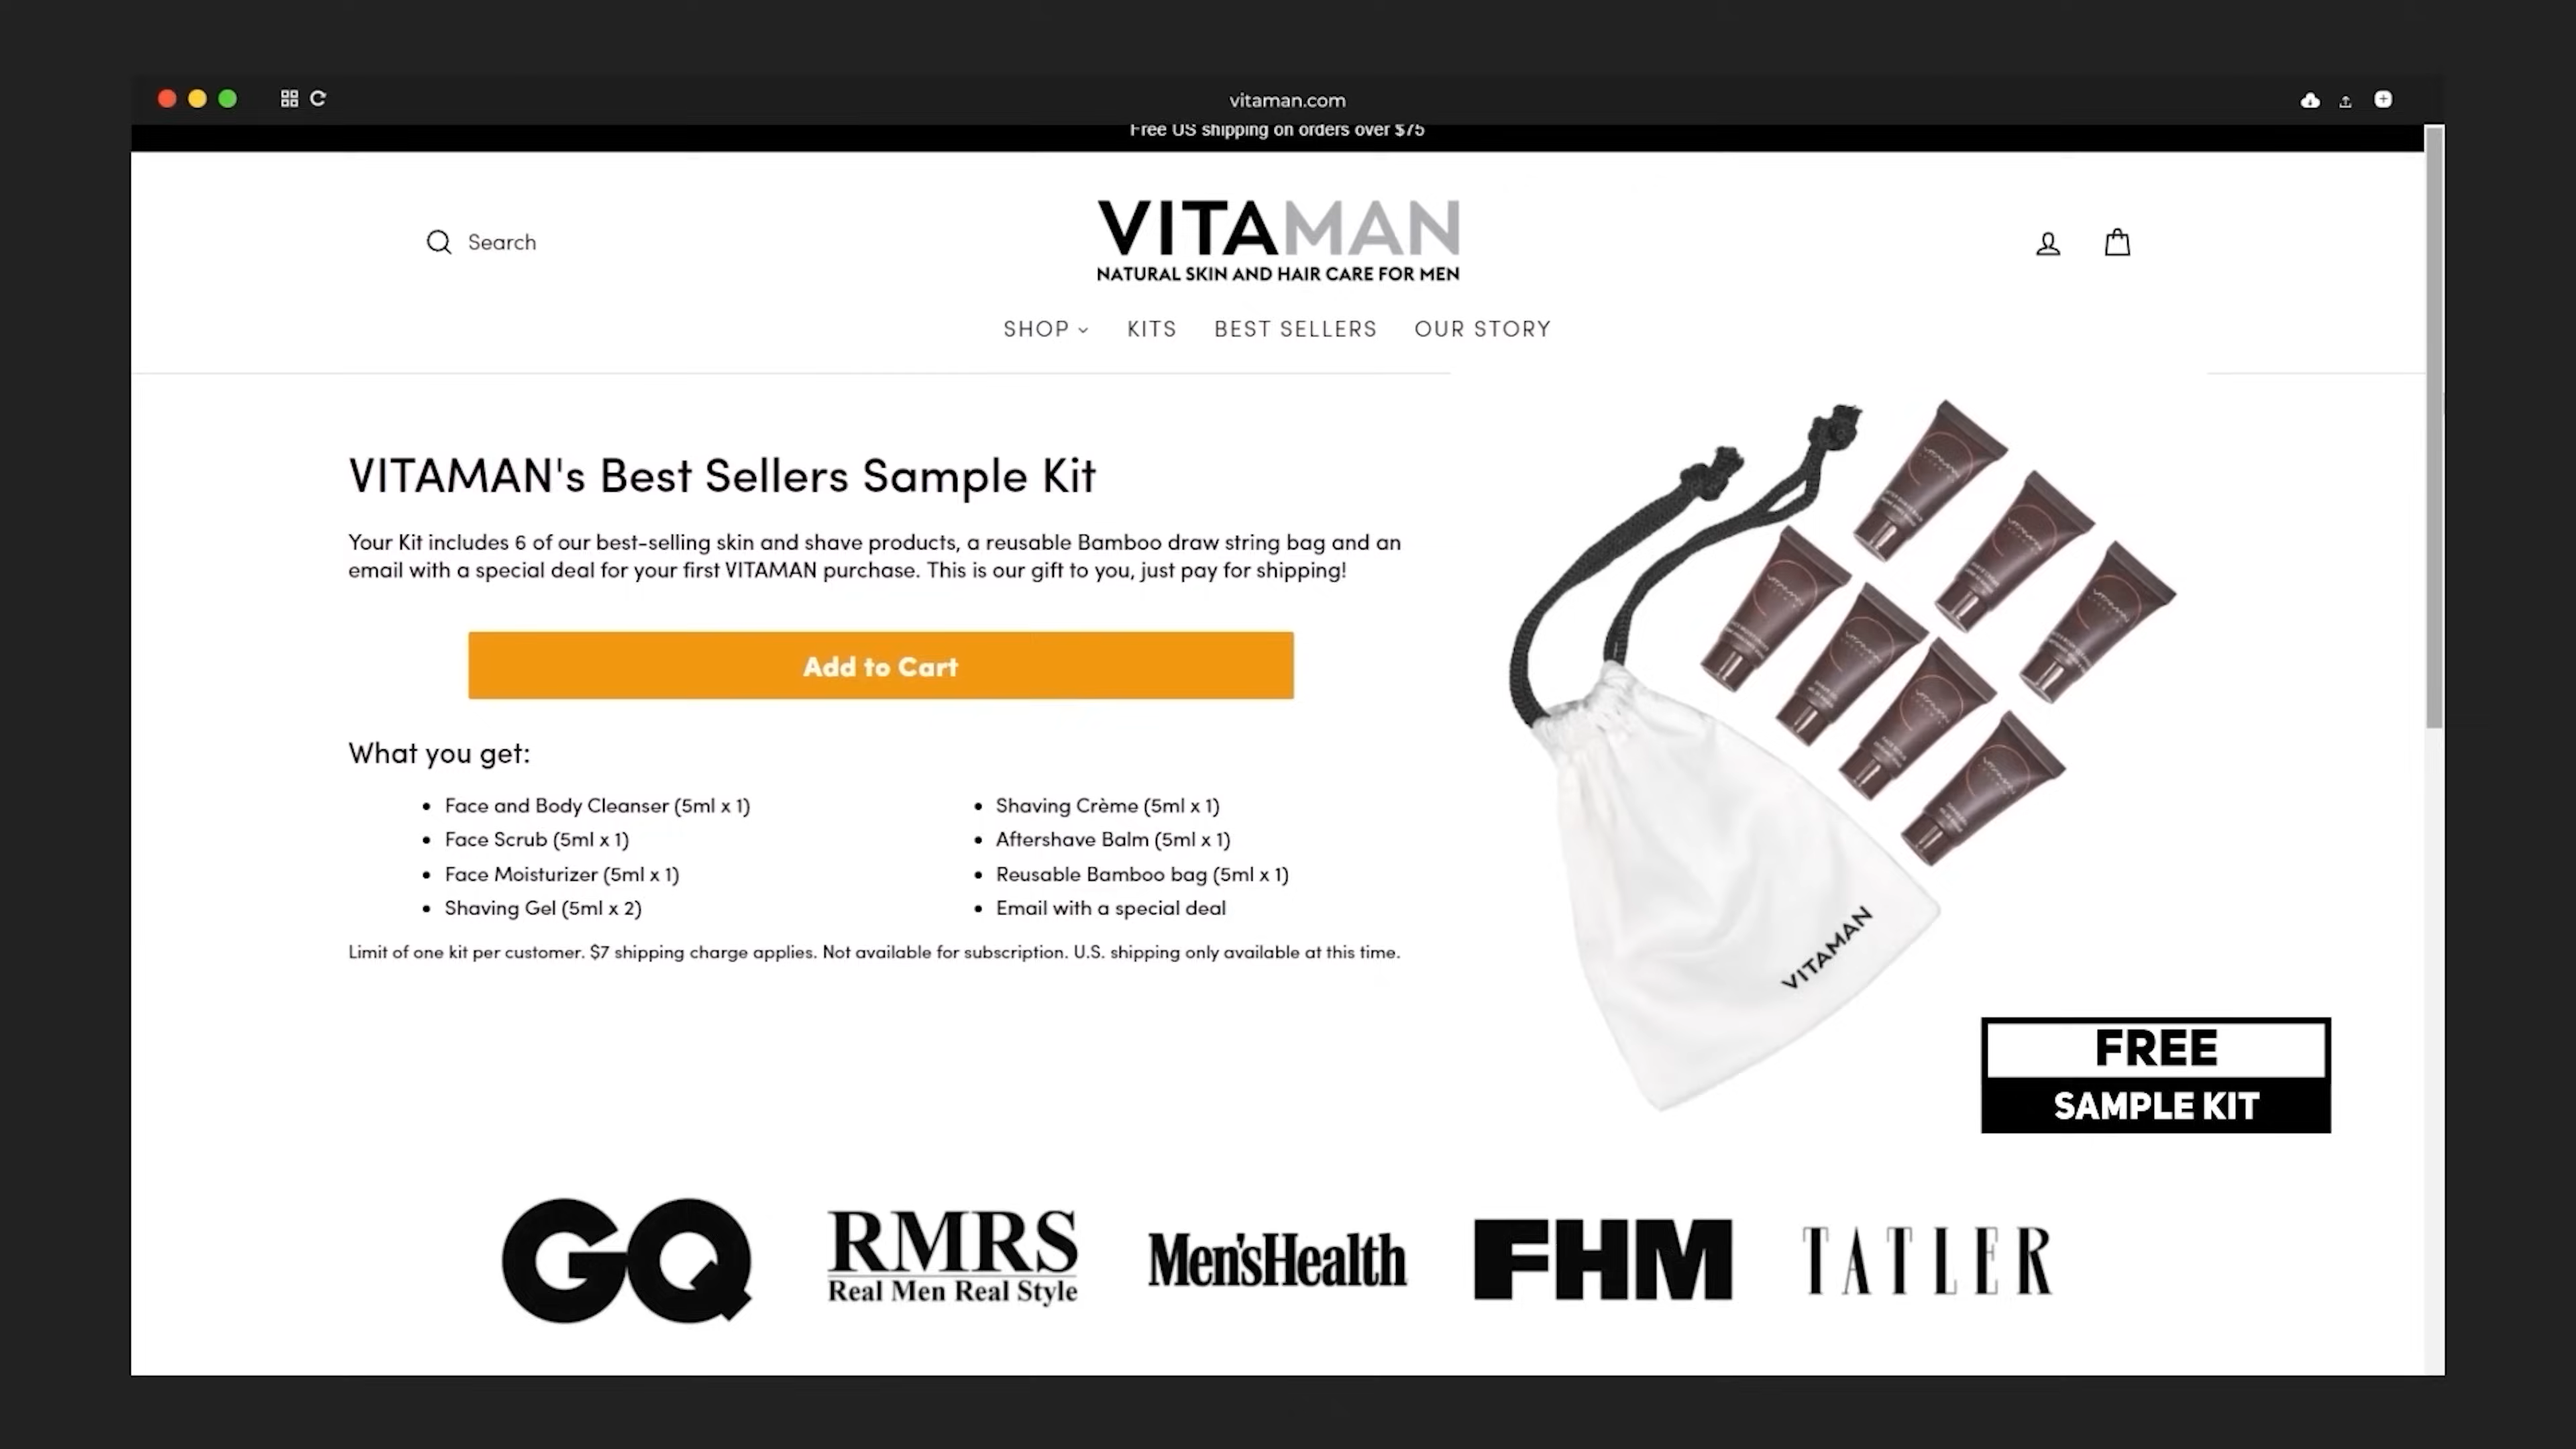 vitaman.com
Free US shipping on orders over $75
Search
VITAMAN
NATURAL SKIN AND HAIR CARE FOR MEN
SHOP
KITS
BEST SELLERS
OUR STORY
VITAMAN's Best Sellers Sample Kit
Your Kit includes 6 of our best-selling skin and shave products, a reusable Bamboo draw string bag and an
email with a special deal for your first VITAMAN purchase. This is our gift to you, just pay for shipping!
Add to Cart
What you get:
Face and Body Cleanser (5ml x 1)
Face Scrub (5ml x 1)
Face Moisturizer (5ml x 1)
Shaving Gel (5ml x 2)
Shaving Crème (5ml x 1)
Aftershave Balm (5ml x 1)
Reusable Bamboo bag (5ml x 1)
Email with a special deal
Limit of one kit per customer. $7 shipping charge applies. Not available for subscription. U.S. shipping only available at this time.
VITAMAN
FREE
SAMPLE KIT
GQ
RMRS
Real Men Real Style
Men'sHealth
FHM
TATLER